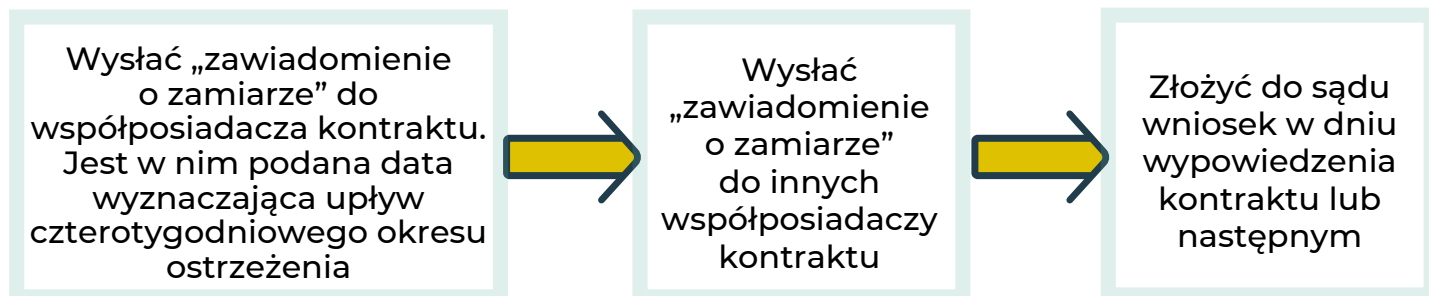 Wysłać „zawiadomienie
o zamiarze” do
współposiadacza kontraktu.
Jest w nim podana data
wyznaczająca upływ
czterotygodniowego okresu
ostrzeżenia
Wysłać
„zawiadomienie
o zamiarze”
do innych
współposiadaczy
kontraktu
Złożyć do sądu
wniosek w dniu
wypowiedzenia
kontraktu lub
następnym